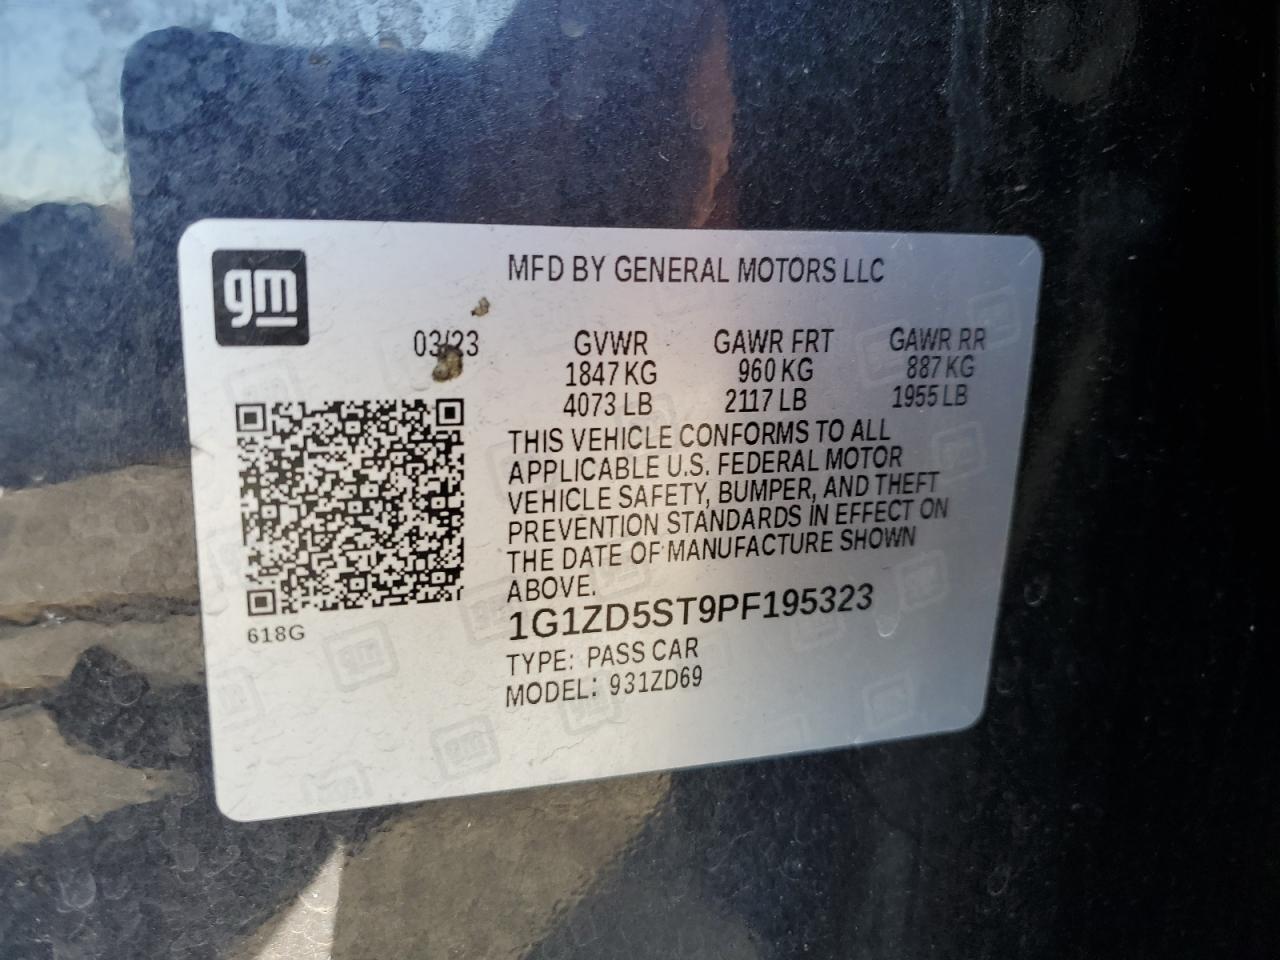 gm
MFD BY GENERAL MOTORS LLC
03/23 GVWR GAWR FRT GAWR RR
1847 KG 960 KG 887 KG
4073 LB 2117 LB 1955 LB
THIS VEHICLE CONFORMS TO ALL
APPLICABLE U.S. FEDERAL MOTOR
VEHICLE SAFETY, BUMPER, AND THEFT
PREVENTION STANDARDS IN EFFECT ON
THE DATE OF MANUFACTURE SHOWN
ABOVE.
1G1ZD5ST9PF195323
618G
TYPE: PASS CAR
MODEL: 931ZD69